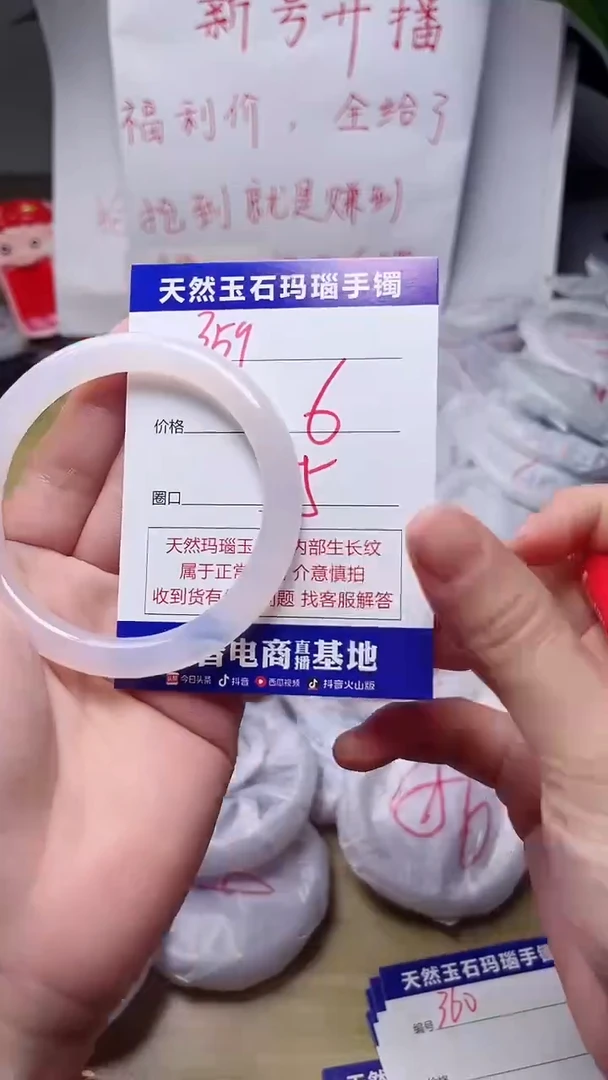 新号开播
福利价，全给了
抢到就是赚到
天然玉石玛瑙手镯
359
价格 6
圈口 5
天然玛瑙玉 内部生长纹
属于正常 介意慎拍
收到货有 问题 找客服解答
电商直播基地
今日头条 抖音 西瓜视频 抖音火山版
天然玉石玛瑙手镯
编号 360